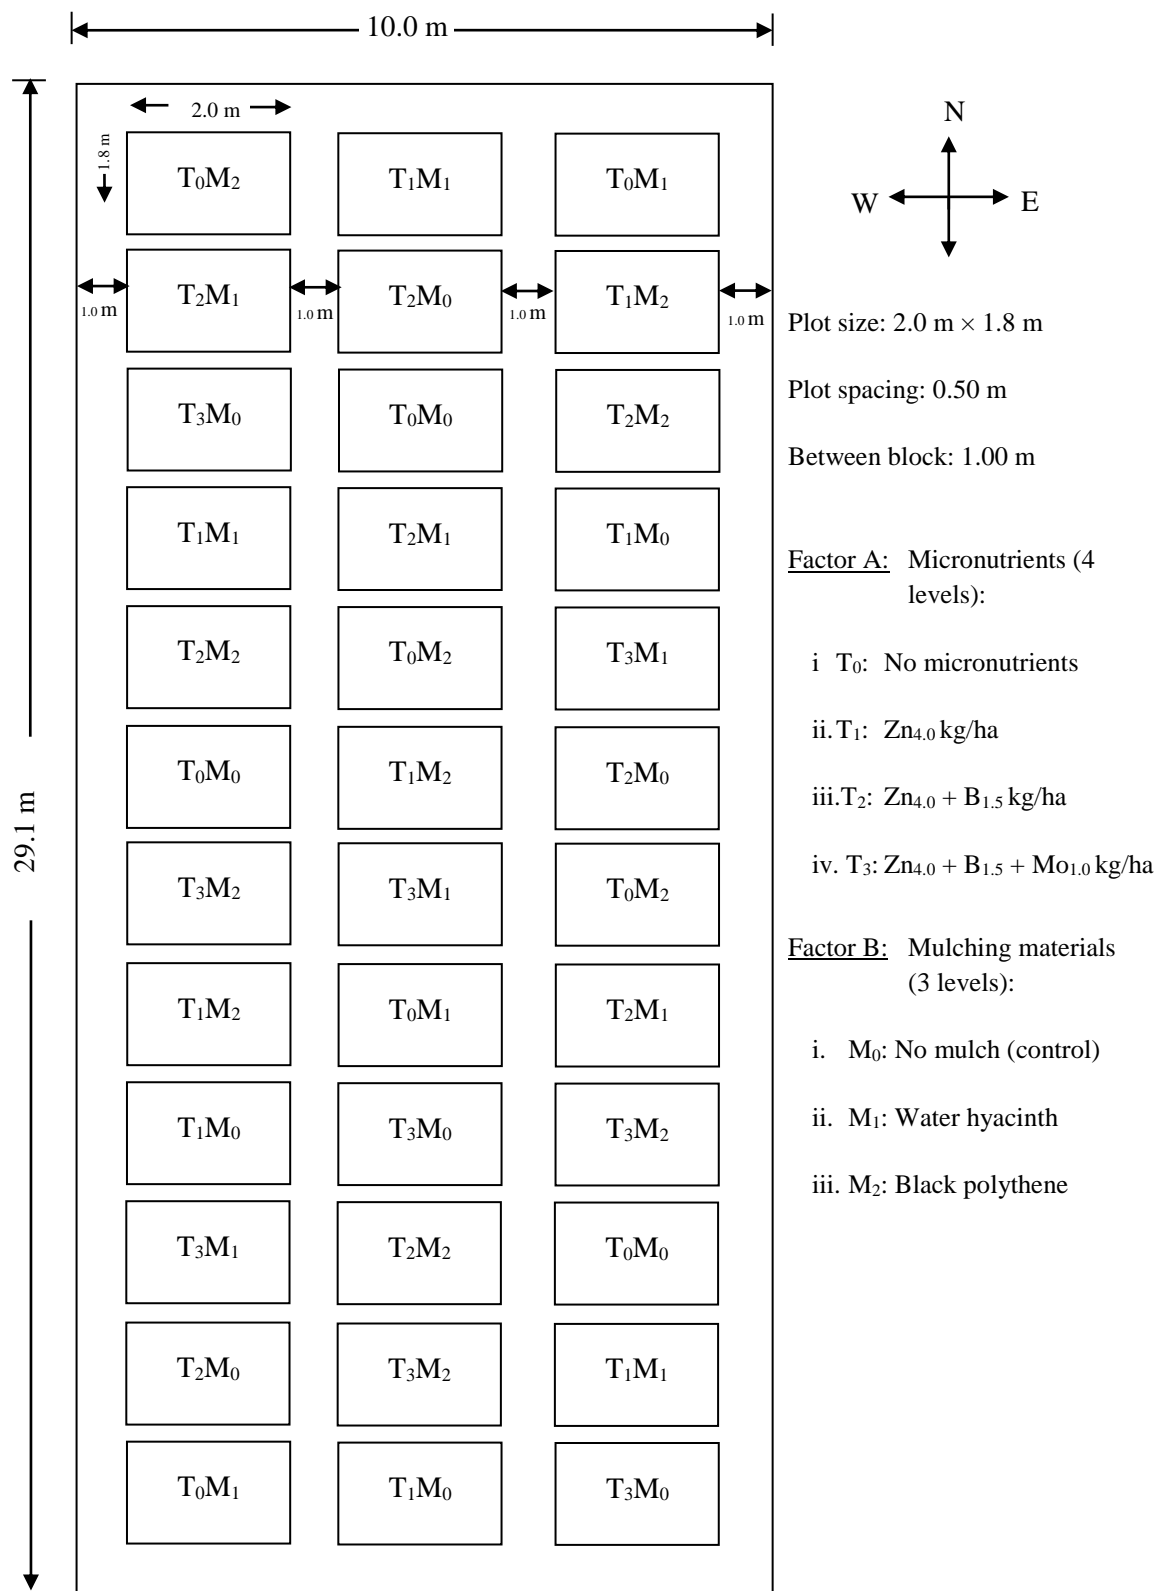 10.0 m
2.0 m
1.8 m
T₀M₂ T₁M₁ T₀M₁
N
W E
T₂M₁ T₂M₀ T₁M₂
1.0 m 1.0 m 1.0 m 1.0 m
Plot size: 2.0 m × 1.8 m
Plot spacing: 0.50 m
T₃M₀ T₀M₀ T₂M₂
Between block: 1.00 m
T₁M₁ T₂M₁ T₁M₀
Factor A: Micronutrients (4
levels):
T₂M₂ T₀M₂ T₃M₁
i T₀: No micronutrients
ii.T₁: Zn₄.₀ kg/ha
T₀M₀ T₁M₂ T₂M₀
iii.T₂: Zn₄.₀ + B₁.₅ kg/ha
29.1 m
iv. T₃: Zn₄.₀ + B₁.₅ + Mo₁.₀ kg/ha
T₃M₂ T₃M₁ T₀M₂
Factor B: Mulching materials
(3 levels):
T₁M₂ T₀M₁ T₂M₁
i. M₀: No mulch (control)
ii. M₁: Water hyacinth
T₁M₀ T₃M₀ T₃M₂
iii. M₂: Black polythene
T₃M₁ T₂M₂ T₀M₀
T₂M₀ T₃M₂ T₁M₁
T₀M₁ T₁M₀ T₃M₀